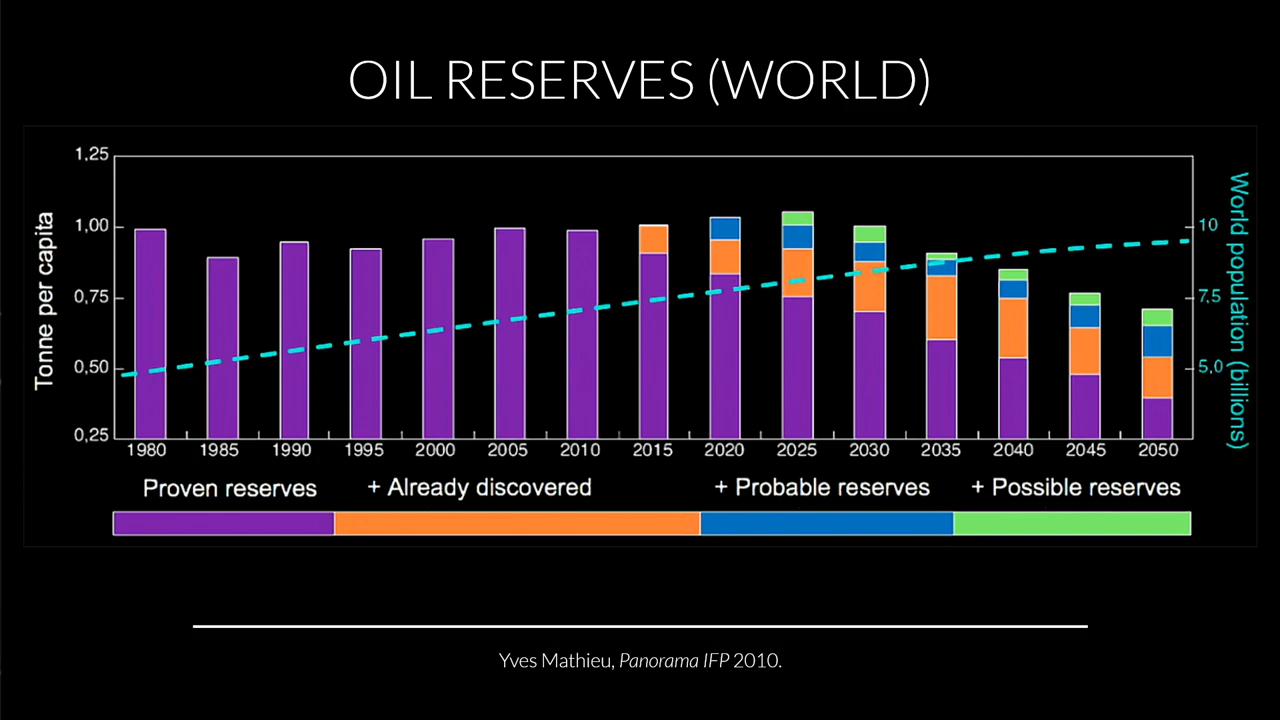 OIL RESERVES (WORLD)
Tonne per capita
1,25
1,00
0,75
0,50
0,25
10
7,5
5,0
World population (billions)
1980 1985 1990 1995 2000 2005 2010 2015 2020 2025 2030 2035 2040 2045 2050
Proven reserves + Already discovered + Probable reserves + Possible reserves
Yves Mathieu, Panorama IFP 2010.